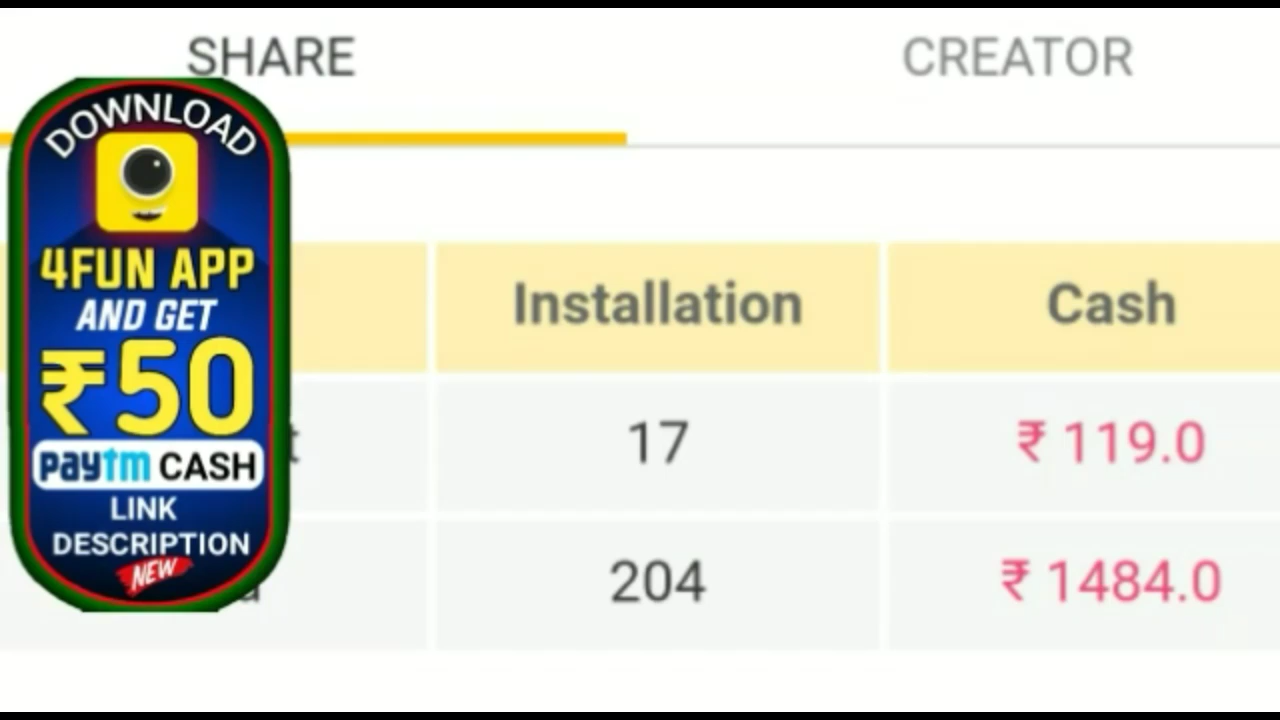 SHARE
CREATOR
DOWNLOAD
4FUN APP
AND GET
₹50
paytm CASH
LINK
DESCRIPTION
NEW
Installation
Cash
17
₹ 119.0
204
₹ 1484.0